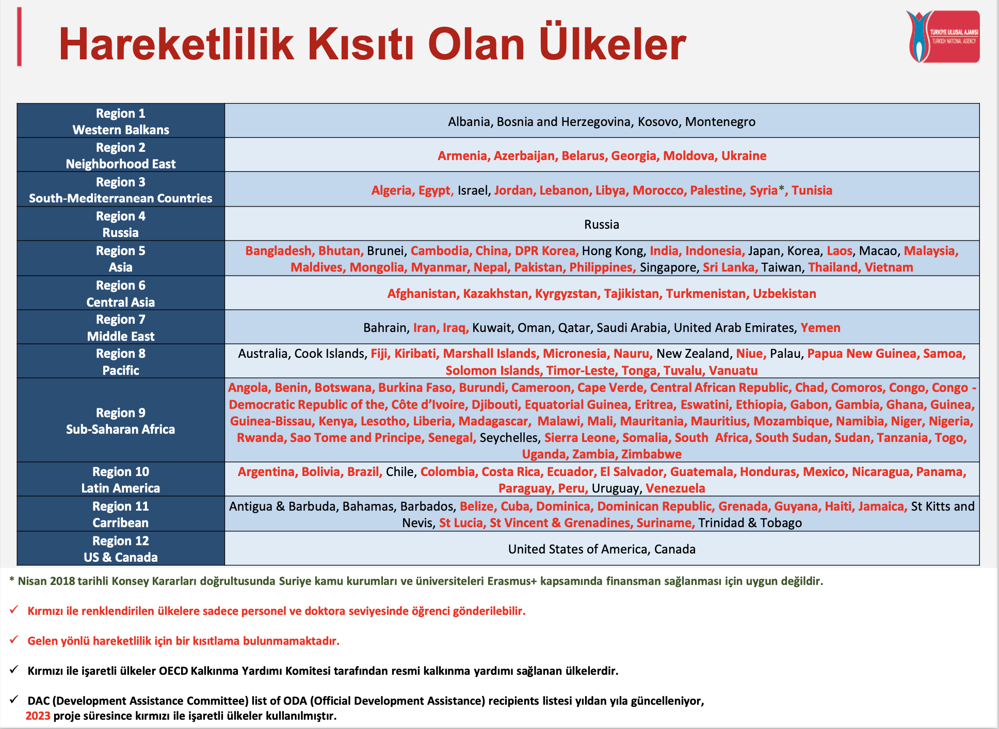 Hareketlilik Kısıtı Olan Ülkeler
TÜRKİYE ULUSAL AJANSI
TURKISH NATIONAL AGENCY
Region 1
Western Balkans
Albania, Bosnia and Herzegovina, Kosovo, Montenegro
Region 2
Neighborhood East
Armenia, Azerbaijan, Belarus, Georgia, Moldova, Ukraine
Region 3
South-Mediterranean Countries
Algeria, Egypt, Israel, Jordan, Lebanon, Libya, Morocco, Palestine, Syria*, Tunisia
Region 4
Russia
Russia
Region 5
Asia
Bangladesh, Bhutan, Brunei, Cambodia, China, DPR Korea, Hong Kong, India, Indonesia, Japan, Korea, Laos, Macao, Malaysia,
Maldives, Mongolia, Myanmar, Nepal, Pakistan, Philippines, Singapore, Sri Lanka, Taiwan, Thailand, Vietnam
Region 6
Central Asia
Afghanistan, Kazakhstan, Kyrgyzstan, Tajikistan, Turkmenistan, Uzbekistan
Region 7
Middle East
Bahrain, Iran, Iraq, Kuwait, Oman, Qatar, Saudi Arabia, United Arab Emirates, Yemen
Region 8
Pacific
Australia, Cook Islands, Fiji, Kiribati, Marshall Islands, Micronesia, Nauru, New Zealand, Niue, Palau, Papua New Guinea, Samoa,
Solomon Islands, Timor-Leste, Tonga, Tuvalu, Vanuatu
Region 9
Sub-Saharan Africa
Angola, Benin, Botswana, Burkina Faso, Burundi, Cameroon, Cape Verde, Central African Republic, Chad, Comoros, Congo, Congo -
Democratic Republic of the, Côte d’Ivoire, Djibouti, Equatorial Guinea, Eritrea, Eswatini, Ethiopia, Gabon, Gambia, Ghana, Guinea,
Guinea-Bissau, Kenya, Lesotho, Liberia, Madagascar, Malawi, Mali, Mauritania, Mauritius, Mozambique, Namibia, Niger, Nigeria,
Rwanda, Sao Tome and Principe, Senegal, Seychelles, Sierra Leone, Somalia, South Africa, South Sudan, Sudan, Tanzania, Togo,
Uganda, Zambia, Zimbabwe
Region 10
Latin America
Argentina, Bolivia, Brazil, Chile, Colombia, Costa Rica, Ecuador, El Salvador, Guatemala, Honduras, Mexico, Nicaragua, Panama,
Paraguay, Peru, Uruguay, Venezuela
Region 11
Carribean
Antigua & Barbuda, Bahamas, Barbados, Belize, Cuba, Dominica, Dominican Republic, Grenada, Guyana, Haiti, Jamaica, St Kitts and
Nevis, St Lucia, St Vincent & Grenadines, Suriname, Trinidad & Tobago
Region 12
US & Canada
United States of America, Canada
* Nisan 2018 tarihli Konsey Kararları doğrultusunda Suriye kamu kurumları ve üniversiteleri Erasmus+ kapsamında finansman sağlanması için uygun değildir.
✓ Kırmızı ile renklendirilen ülkelere sadece personel ve doktora seviyesinde öğrenci gönderilebilir.
✓ Gelen yönlü hareketlilik için bir kısıtlama bulunmamaktadır.
✓ Kırmızı ile işaretli ülkeler OECD Kalkınma Yardımı Komitesi tarafından resmi kalkınma yardımı sağlanan ülkelerdir.
✓ DAC (Development Assistance Committee) list of ODA (Official Development Assistance) recipients listesi yıldan yıla güncelleniyor,
2023 proje süresince kırmızı ile işaretli ülkeler kullanılmıştır.